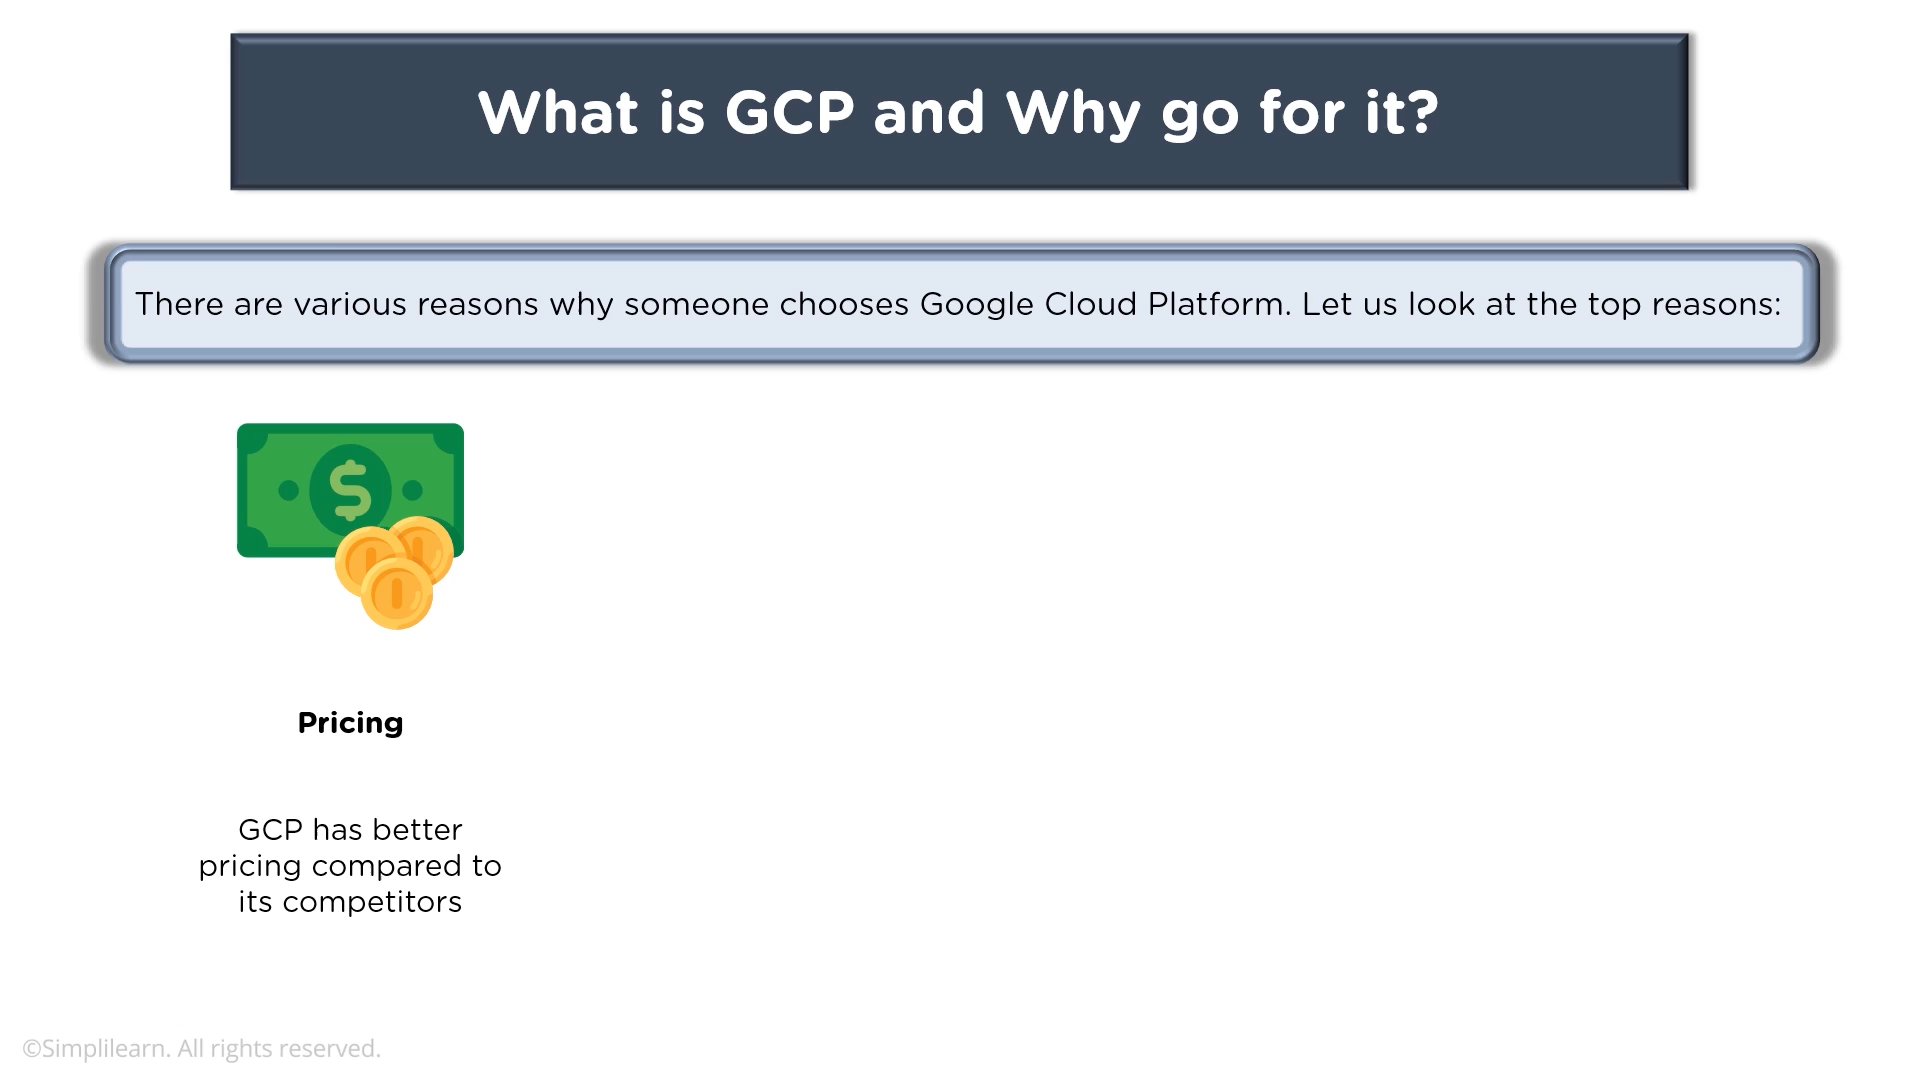 What is GCP and Why go for it?
There are various reasons why someone chooses Google Cloud Platform. Let us look at the top reasons:
$
Pricing
GCP has better
pricing compared to
its competitors
©Simplilearn. All rights reserved.